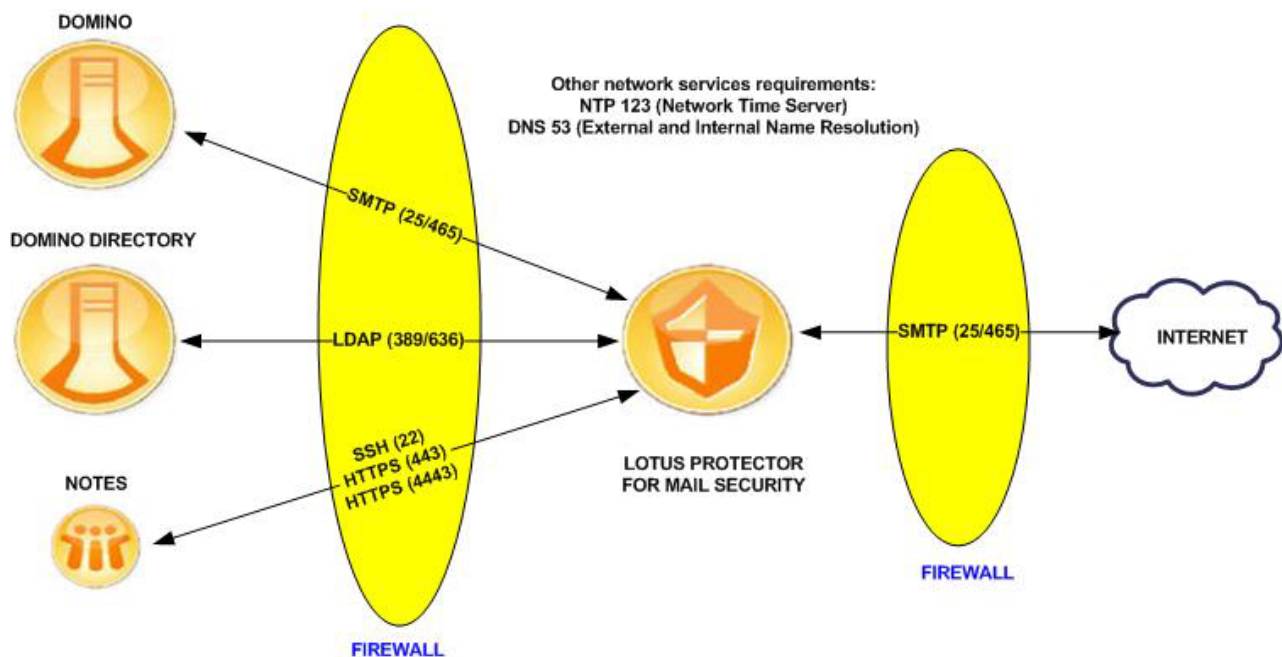 DOMINO
Other network services requirements:
NTP 123 (Network Time Server)
DNS 53 (External and Internal Name Resolution)
SMTP (25/465)
DOMINO DIRECTORY
LDAP (389/636)
SMTP (25/465)
INTERNET
SSH (22)
HTTPS (443)
HTTPS (4443)
LOTUS PROTECTOR
FOR MAIL SECURITY
NOTES
FIREWALL
FIREWALL